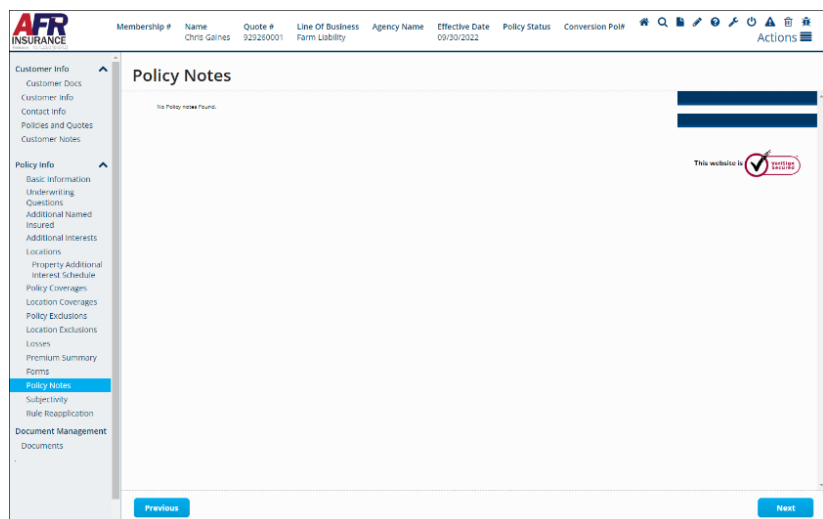 AFR
INSURANCE
Membership # Name Quote # Line Of Business Agency Name Effective Date Policy Status Conversion Pol#
Chris Gaines 929260001 Farm Liability 09/30/2022
Actions
Customer Info
Customer Docs
Customer Info
Contact Info
Policies and Quotes
Customer Notes
Policy Info
Basic Information
Underwriting
Questions
Additional Named
Insured
Additional Interests
Locations
Property Additional
Interest Schedule
Policy Coverages
Location Coverages
Policy Exclusions
Location Exclusions
Losses
Premium Summary
Forms
Policy Notes
Subjectivity
Rule Reapplication
Document Management
Documents
Policy Notes
No Policy notes Found.
This website is
VeriSign
Secured
Previous
Next